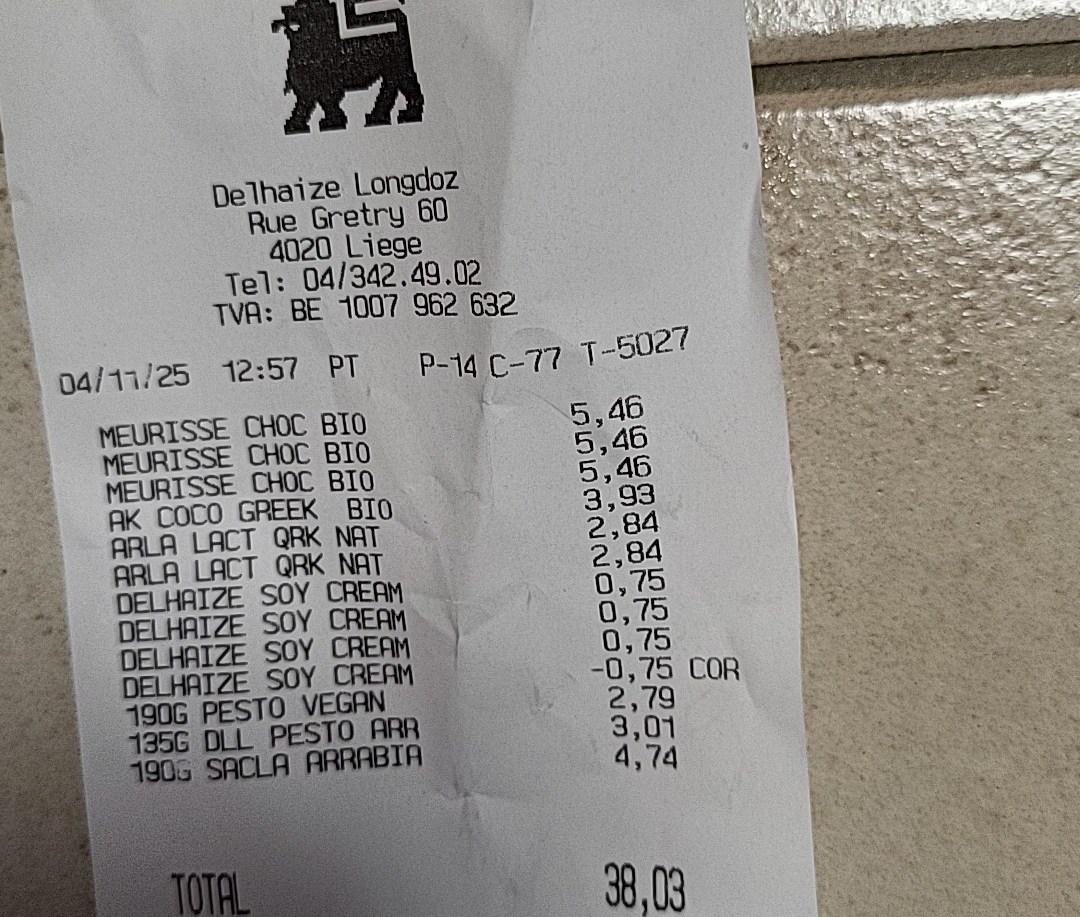 Delhaize Longdoz
Rue Gretry 60
4020 Liege
Tel: 04/342.49.02
TVA: BE 1007 962 632
04/11/25 12:57 PT P-14 C-77 T-5027
MEURISSE CHOC BIO 5,46
MEURISSE CHOC BIO 5,46
MEURISSE CHOC BIO 5,46
AK COCO GREEK BIO 3,93
ARLA LACT QRK NAT 2,84
ARLA LACT QRK NAT 2,84
DELHAIZE SOY CREAM 0,75
DELHAIZE SOY CREAM 0,75
DELHAIZE SOY CREAM 0,75
DELHAIZE SOY CREAM -0,75 COR
190G PESTO VEGAN 2,79
135G DLL PESTO ARR 3,01
190G SACLA ARRABIA 4,74
TOTAL 38,03